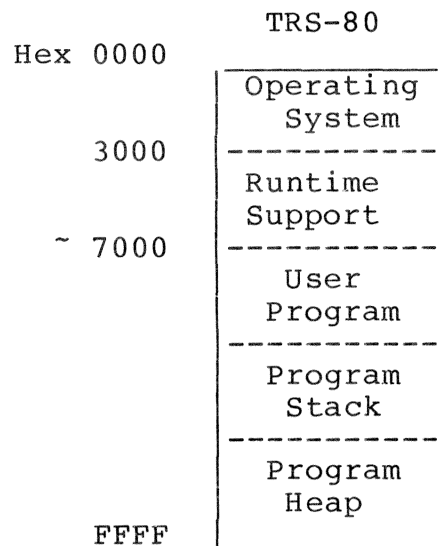 TRS-80
Hex 0000
Operating
System
3000
Runtime
Support
~ 7000
User
Program
Program
Stack
Program
Heap
FFFF